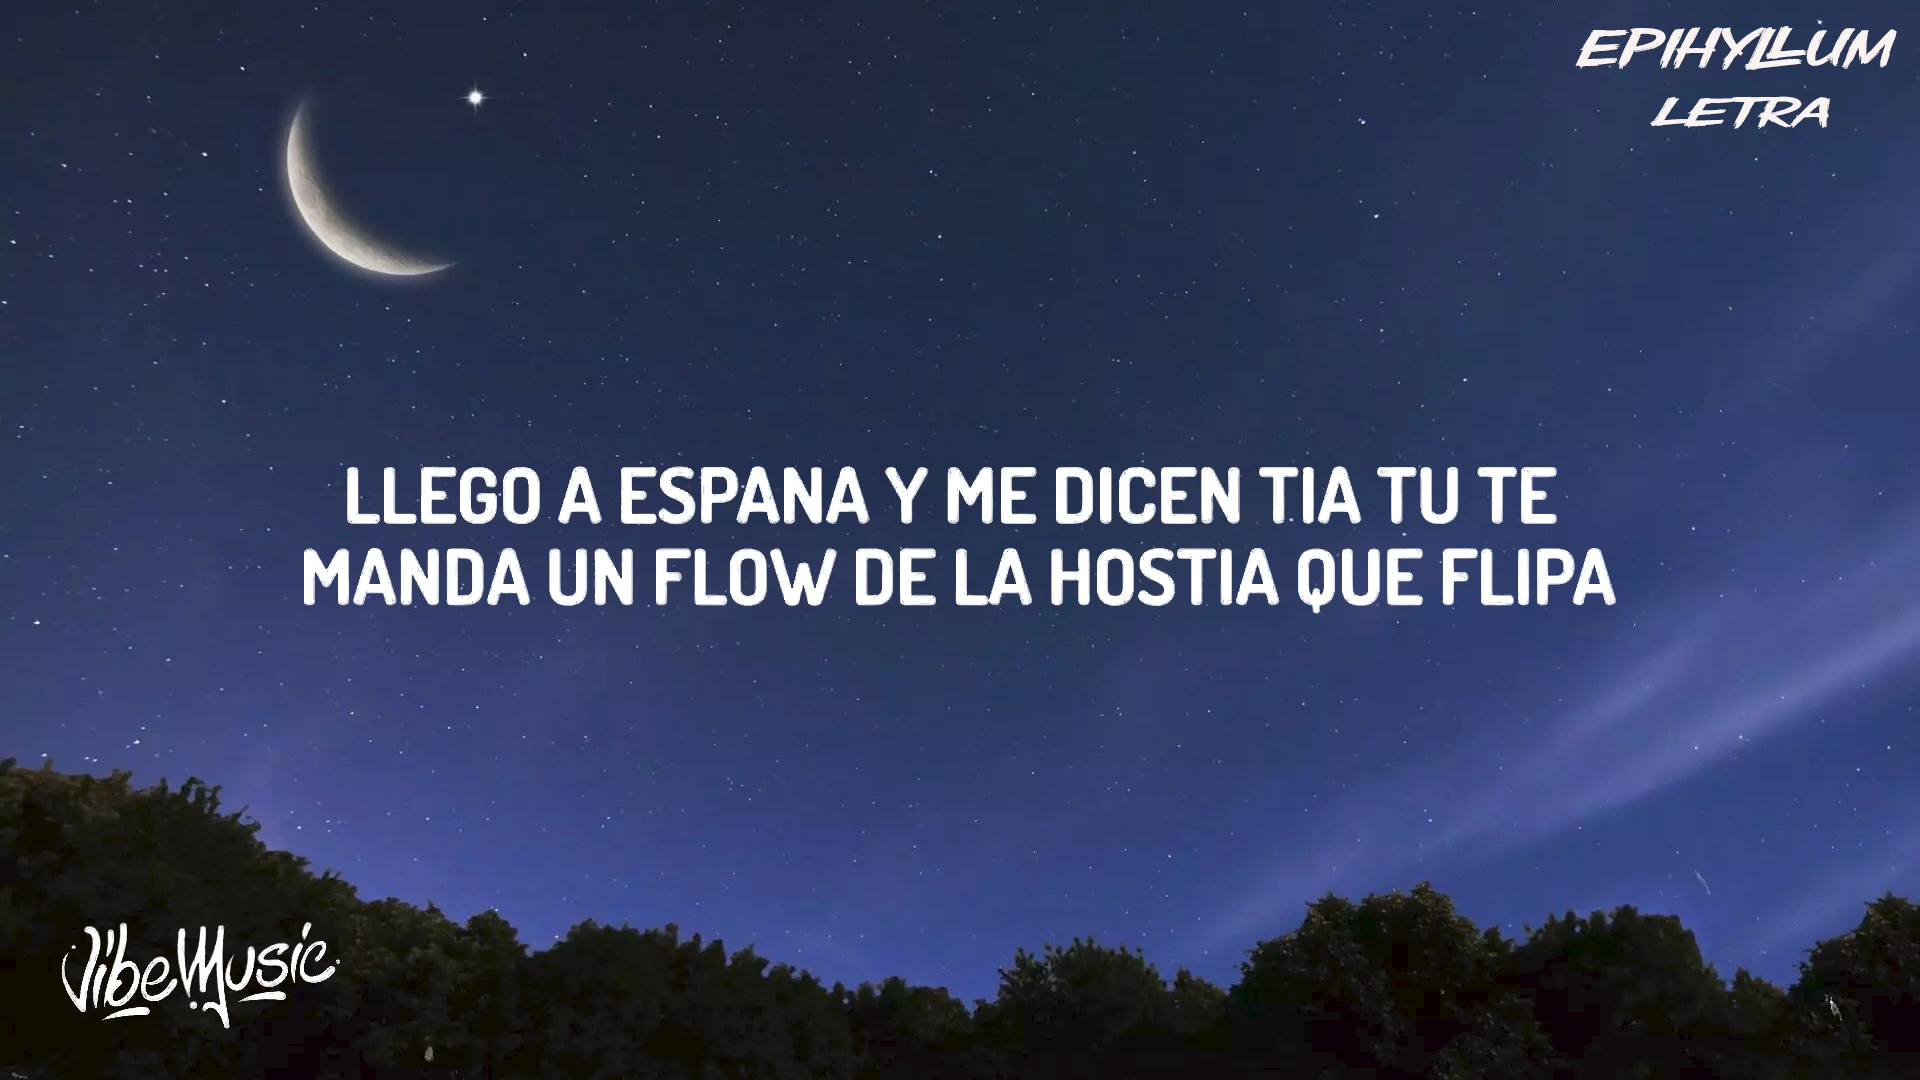 EPIHYLLUM
LETRA
LLEGO A ESPANA Y ME DICEN TIA TU TE
MANDA UN FLOW DE LA HOSTIA QUE FLIPA
VibeMusic